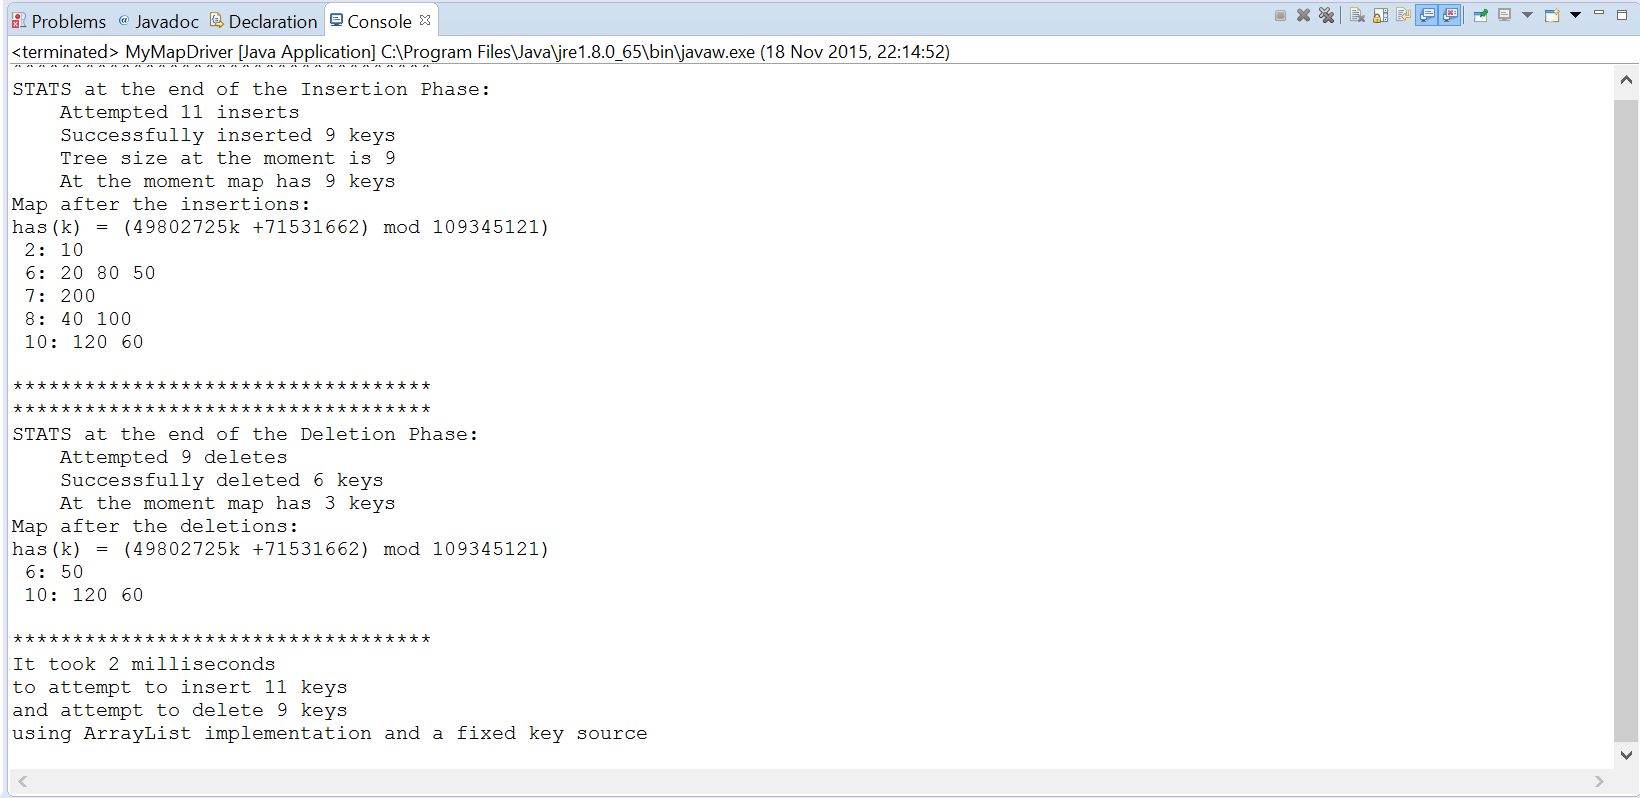 Problems @ Javadoc Declaration Console
<terminated> MyMapDriver [Java Application] C:\Program Files\Java\jre1.8.0_65\bin\javaw.exe (18 Nov 2015, 22:14:52)
STATS at the end of the Insertion Phase:
    Attempted 11 inserts
    Successfully inserted 9 keys
    Tree size at the moment is 9
    At the moment map has 9 keys
Map after the insertions:
has(k) = (49802725k +71531662) mod 109345121)
 2: 10
 6: 20 80 50
 7: 200
 8: 40 100
 10: 120 60
***********************************
***********************************
STATS at the end of the Deletion Phase:
    Attempted 9 deletes
    Successfully deleted 6 keys
    At the moment map has 3 keys
Map after the deletions:
has(k) = (49802725k +71531662) mod 109345121)
 6: 50
 10: 120 60
***********************************
It took 2 milliseconds
to attempt to insert 11 keys
and attempt to delete 9 keys
using ArrayList implementation and a fixed key source